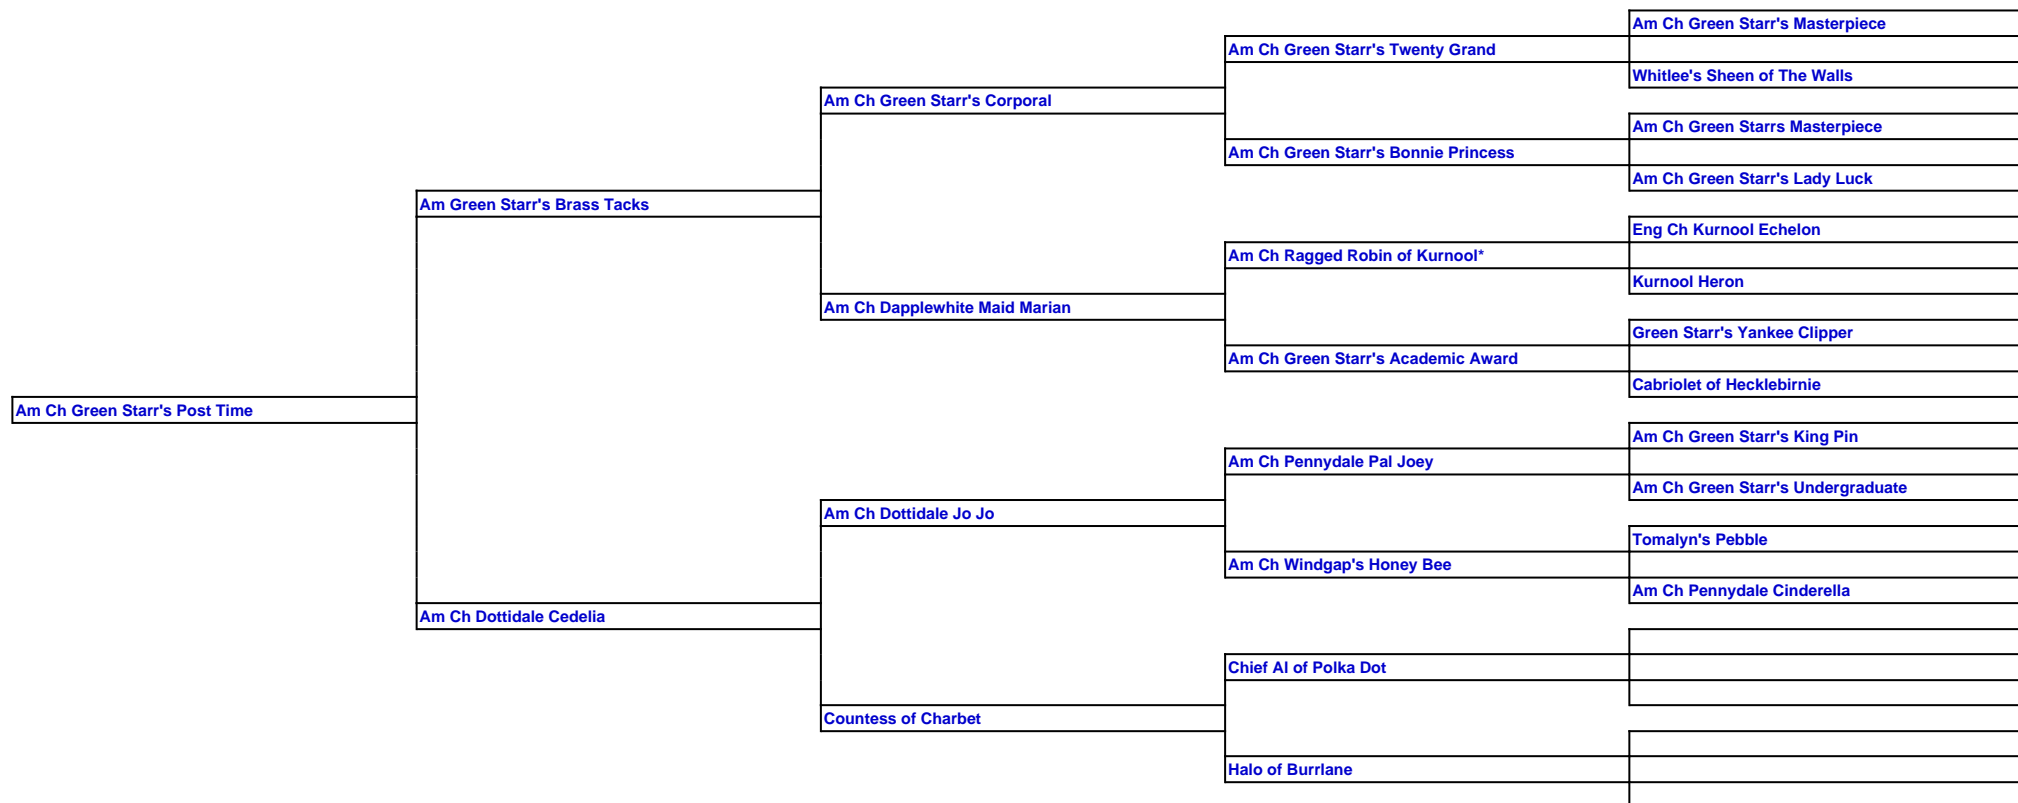 Am Ch Green Starr's Masterpiece
Am Ch Green Starr's Twenty Grand
Whitlee's Sheen of The Walls
Am Ch Green Starr's Corporal
Am Ch Green Starrs Masterpiece
Am Ch Green Starr's Bonnie Princess
Am Ch Green Starr's Lady Luck
Am Green Starr's Brass Tacks
Eng Ch Kurnool Echelon
Am Ch Ragged Robin of Kurnool*
Kurnool Heron
Am Ch Dapplewhite Maid Marian
Green Starr's Yankee Clipper
Am Ch Green Starr's Academic Award
Cabriolet of Hecklebirnie
Am Ch Green Starr's Post Time
Am Ch Green Starr's King Pin
Am Ch Pennydale Pal Joey
Am Ch Green Starr's Undergraduate
Am Ch Dottidale Jo Jo
Tomalyn's Pebble
Am Ch Windgap's Honey Bee
Am Ch Pennydale Cinderella
Am Ch Dottidale Cedelia
Chief Al of Polka Dot
Countess of Charbet
Halo of Burrlane